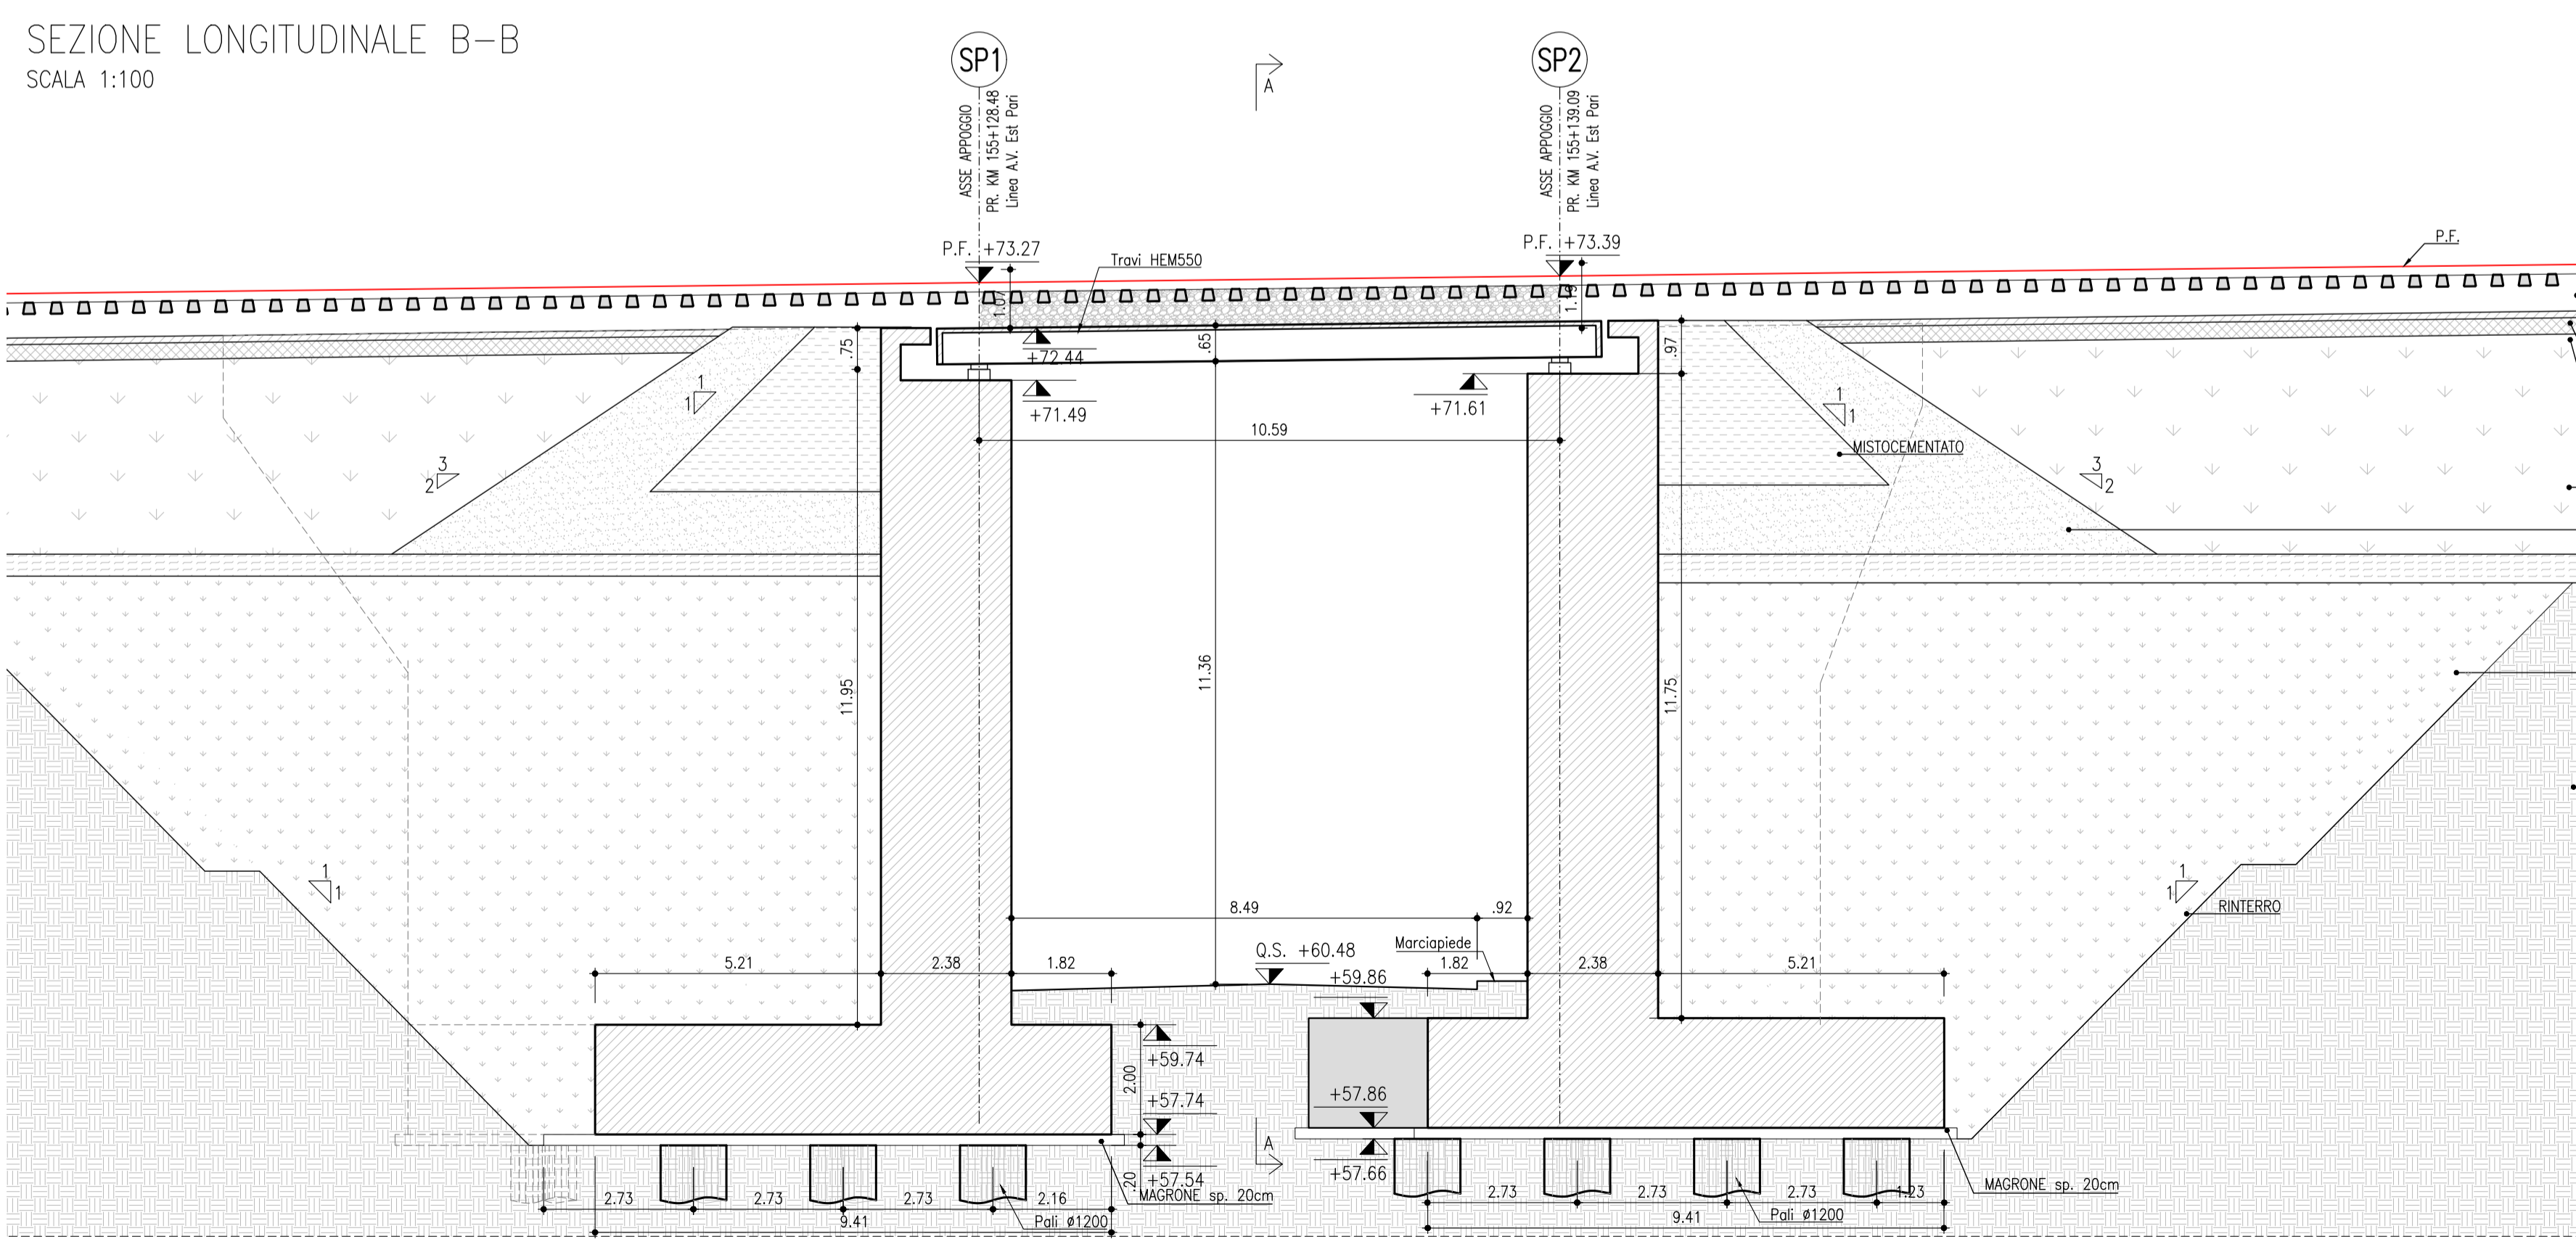 SEZIONE LONGITUDINALE B-B
SCALA 1:100
SP1
SP2
A
ASSE APPOGGIO
PR. KM 155+128.48
Linea A.V. Est Pari
ASSE APPOGGIO
PR. KM 155+139.09
Linea A.V. Est Pari
P.F. +73.27
P.F. +73.39
P.F.
Travi HEM550
1.07
1.19
.75
+72.44
.65
.97
+71.49
+71.61
1
1
1
1
10.59
MISTOCEMENTATO
3
2
3
2
11.95
11.36
11.75
1
1
1
1
8.49
.92
RINTERRO
Q.S. +60.48
Marciapiede
5.21
2.38
1.82
1.82
2.38
5.21
+59.86
+59.74
2.00
+57.74
+57.86
A
+57.54
+57.66
.20
MAGRONE sp. 20cm
MAGRONE sp. 20cm
2.73
2.73
2.73
2.16
2.73
2.73
2.73
1.23
Pali ø1200
Pali ø1200
9.41
9.41